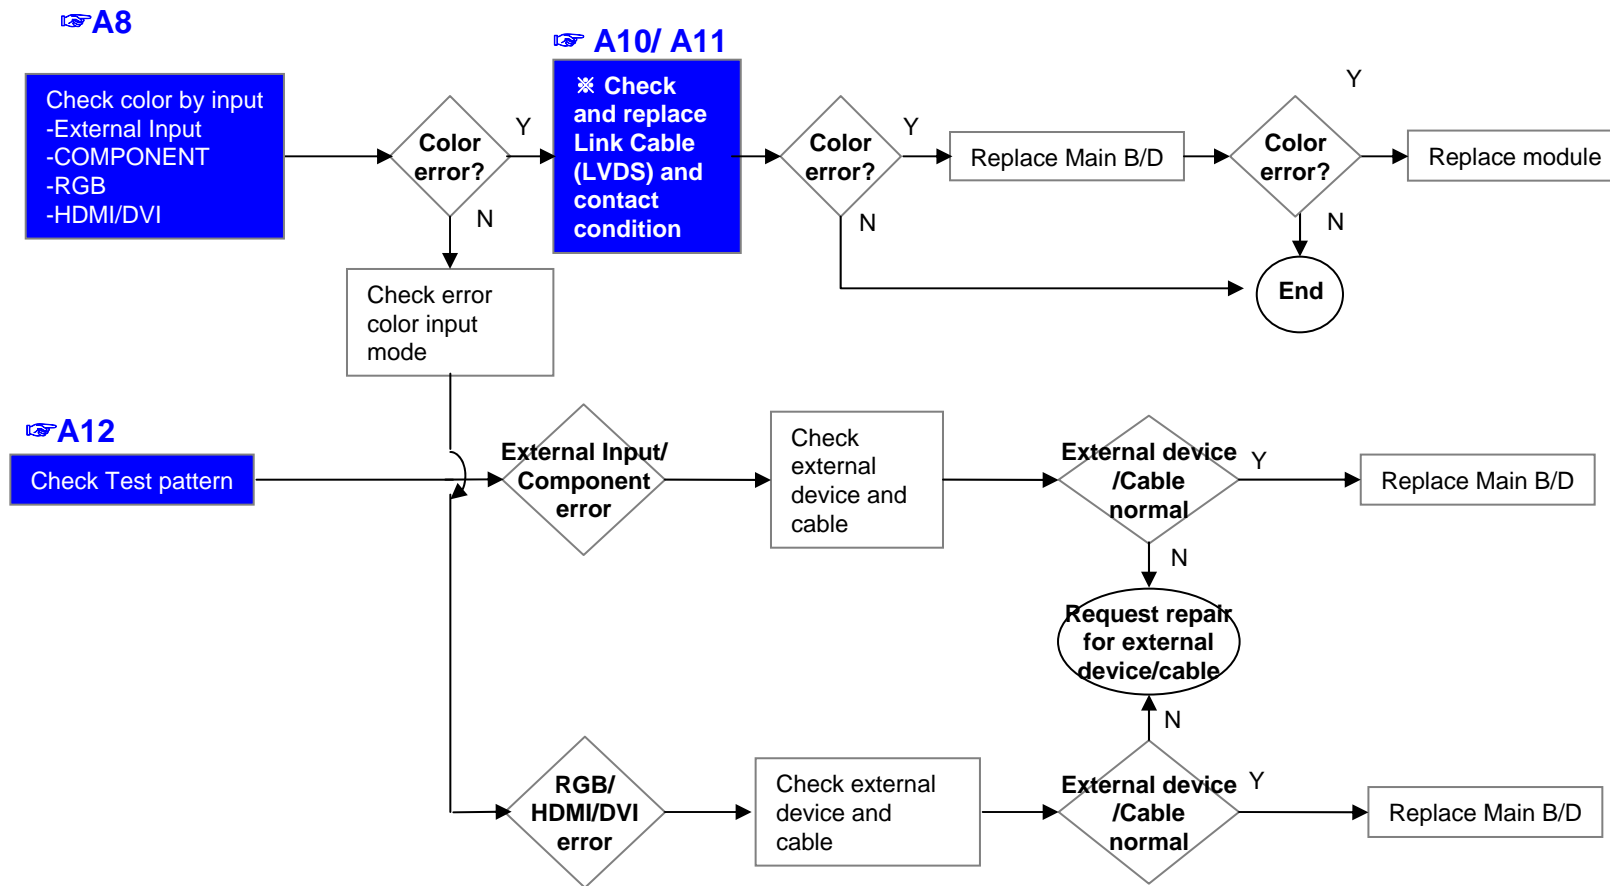 ☞A8
☞ A10/ A11
Check color by input
-External Input
-COMPONENT
-RGB
-HDMI/DVI
Color
error?
Y
N
※ Check
and replace
Link Cable
(LVDS) and
contact
condition
Color
error?
Y
N
Replace Main B/D
Color
error?
Y
N
Replace module
End
Check error
color input
mode
☞A12
Check Test pattern
External Input/
Component
error
Check
external
device and
cable
External device
/Cable
normal
Y
N
Replace Main B/D
Request repair
for external
device/cable
N
RGB/
HDMI/DVI
error
Check external
device and
cable
External device
/Cable
normal
Y
Replace Main B/D